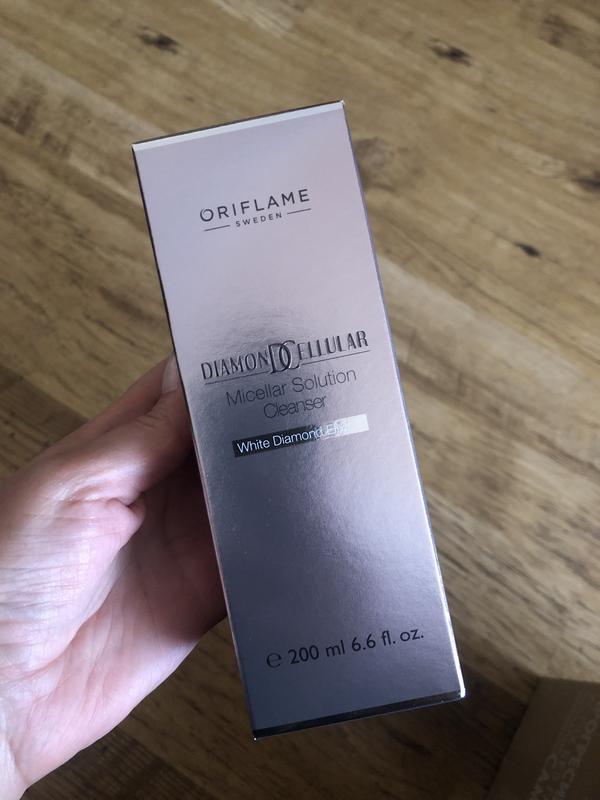 ORIFLAME
SWEDEN
DIAMOND CELLULAR
Micellar Solution
Cleanser
White Diamond
℮ 200 ml 6.6 fl. oz.